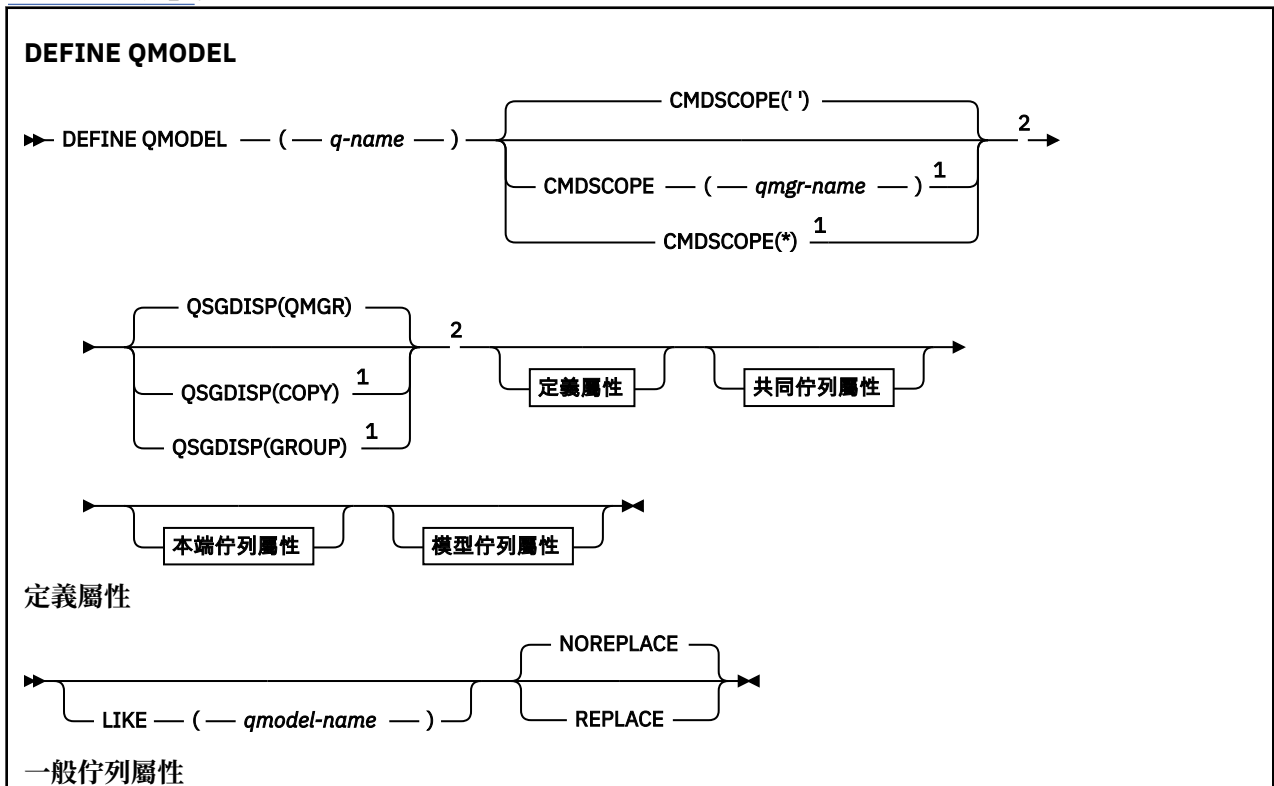 DEFINE QMODEL
CMDSCOPE(' ')
DEFINE QMODEL ( q-name ) 2
CMDSCOPE ( qmgr-name ) 1
CMDSCOPE(*) 1
QSGDISP(QMGR)
2
QSGDISP(COPY) 1 定義屬性 共同佇列屬性
QSGDISP(GROUP) 1
本端佇列屬性 模型佇列屬性
定義屬性
NOREPLACE
LIKE ( qmodel-name ) REPLACE
一般佇列屬性